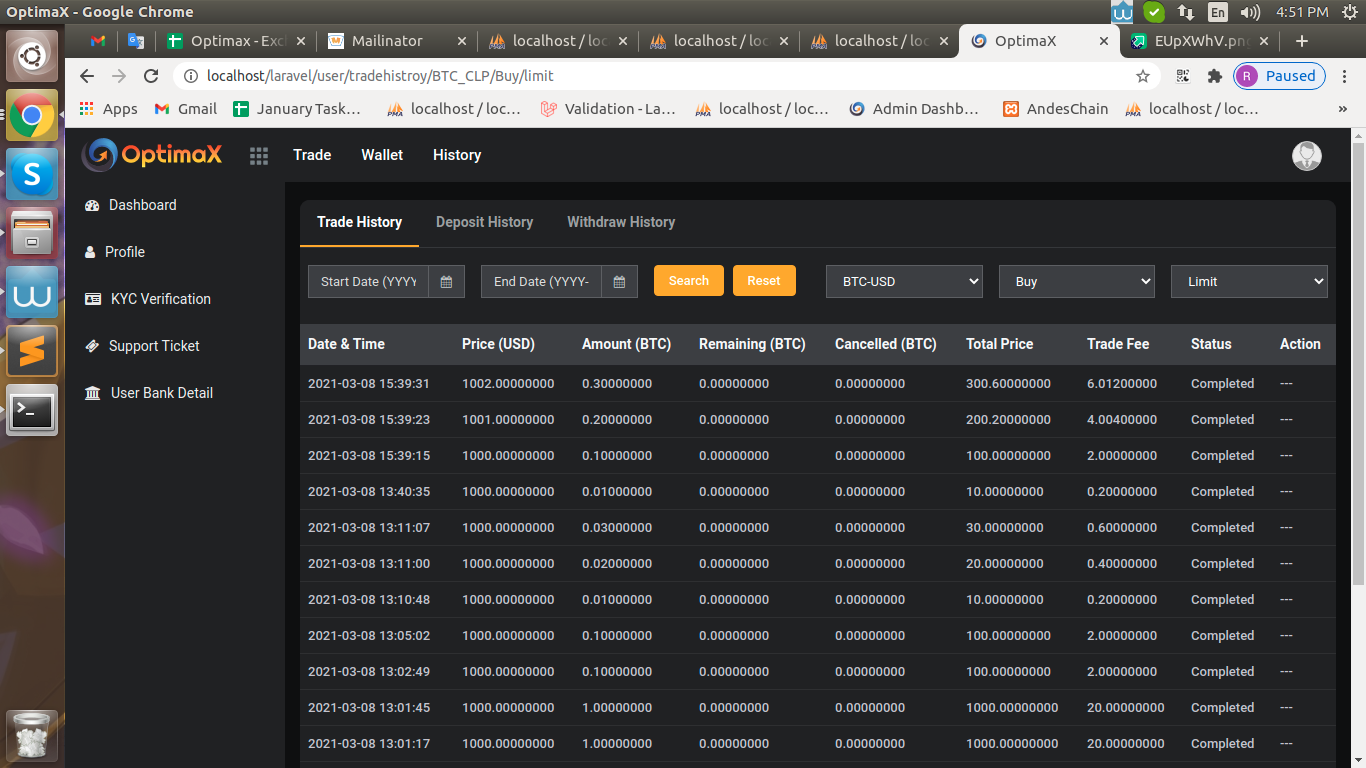 OptimaX - Google Chrome
En
4:51 PM
Optimax - Exc
Mailinator
localhost / loc
localhost / loc
localhost / loc
OptimaX
EUpXWhV.png
localhost/laravel/user/tradehistroy/BTC_CLP/Buy/limit
R Paused
Apps
Gmail
January Task…
localhost / loc…
Validation - La…
localhost / loc…
Admin Dashb…
AndesChain
localhost / loc…
»
OptimaX
Trade
Wallet
History
Dashboard
Profile
KYC Verification
Support Ticket
User Bank Detail
Trade History
Deposit History
Withdraw History
Start Date (YYYY
End Date (YYYY-
Search
Reset
BTC-USD
Buy
Limit
Date & Time Price (USD) Amount (BTC) Remaining (BTC) Cancelled (BTC) Total Price Trade Fee Status Action
2021-03-08 15:39:31 1002.00000000 0.30000000 0.00000000 0.00000000 300.60000000 6.01200000 Completed ---
2021-03-08 15:39:23 1001.00000000 0.20000000 0.00000000 0.00000000 200.20000000 4.00400000 Completed ---
2021-03-08 15:39:15 1000.00000000 0.10000000 0.00000000 0.00000000 100.00000000 2.00000000 Completed ---
2021-03-08 13:40:35 1000.00000000 0.01000000 0.00000000 0.00000000 10.00000000 0.20000000 Completed ---
2021-03-08 13:11:07 1000.00000000 0.03000000 0.00000000 0.00000000 30.00000000 0.60000000 Completed ---
2021-03-08 13:11:00 1000.00000000 0.02000000 0.00000000 0.00000000 20.00000000 0.40000000 Completed ---
2021-03-08 13:10:48 1000.00000000 0.01000000 0.00000000 0.00000000 10.00000000 0.20000000 Completed ---
2021-03-08 13:05:02 1000.00000000 0.10000000 0.00000000 0.00000000 100.00000000 2.00000000 Completed ---
2021-03-08 13:02:49 1000.00000000 0.10000000 0.00000000 0.00000000 100.00000000 2.00000000 Completed ---
2021-03-08 13:01:45 1000.00000000 1.00000000 0.00000000 0.00000000 1000.00000000 20.00000000 Completed ---
2021-03-08 13:01:17 1000.00000000 1.00000000 0.00000000 0.00000000 1000.00000000 20.00000000 Completed ---